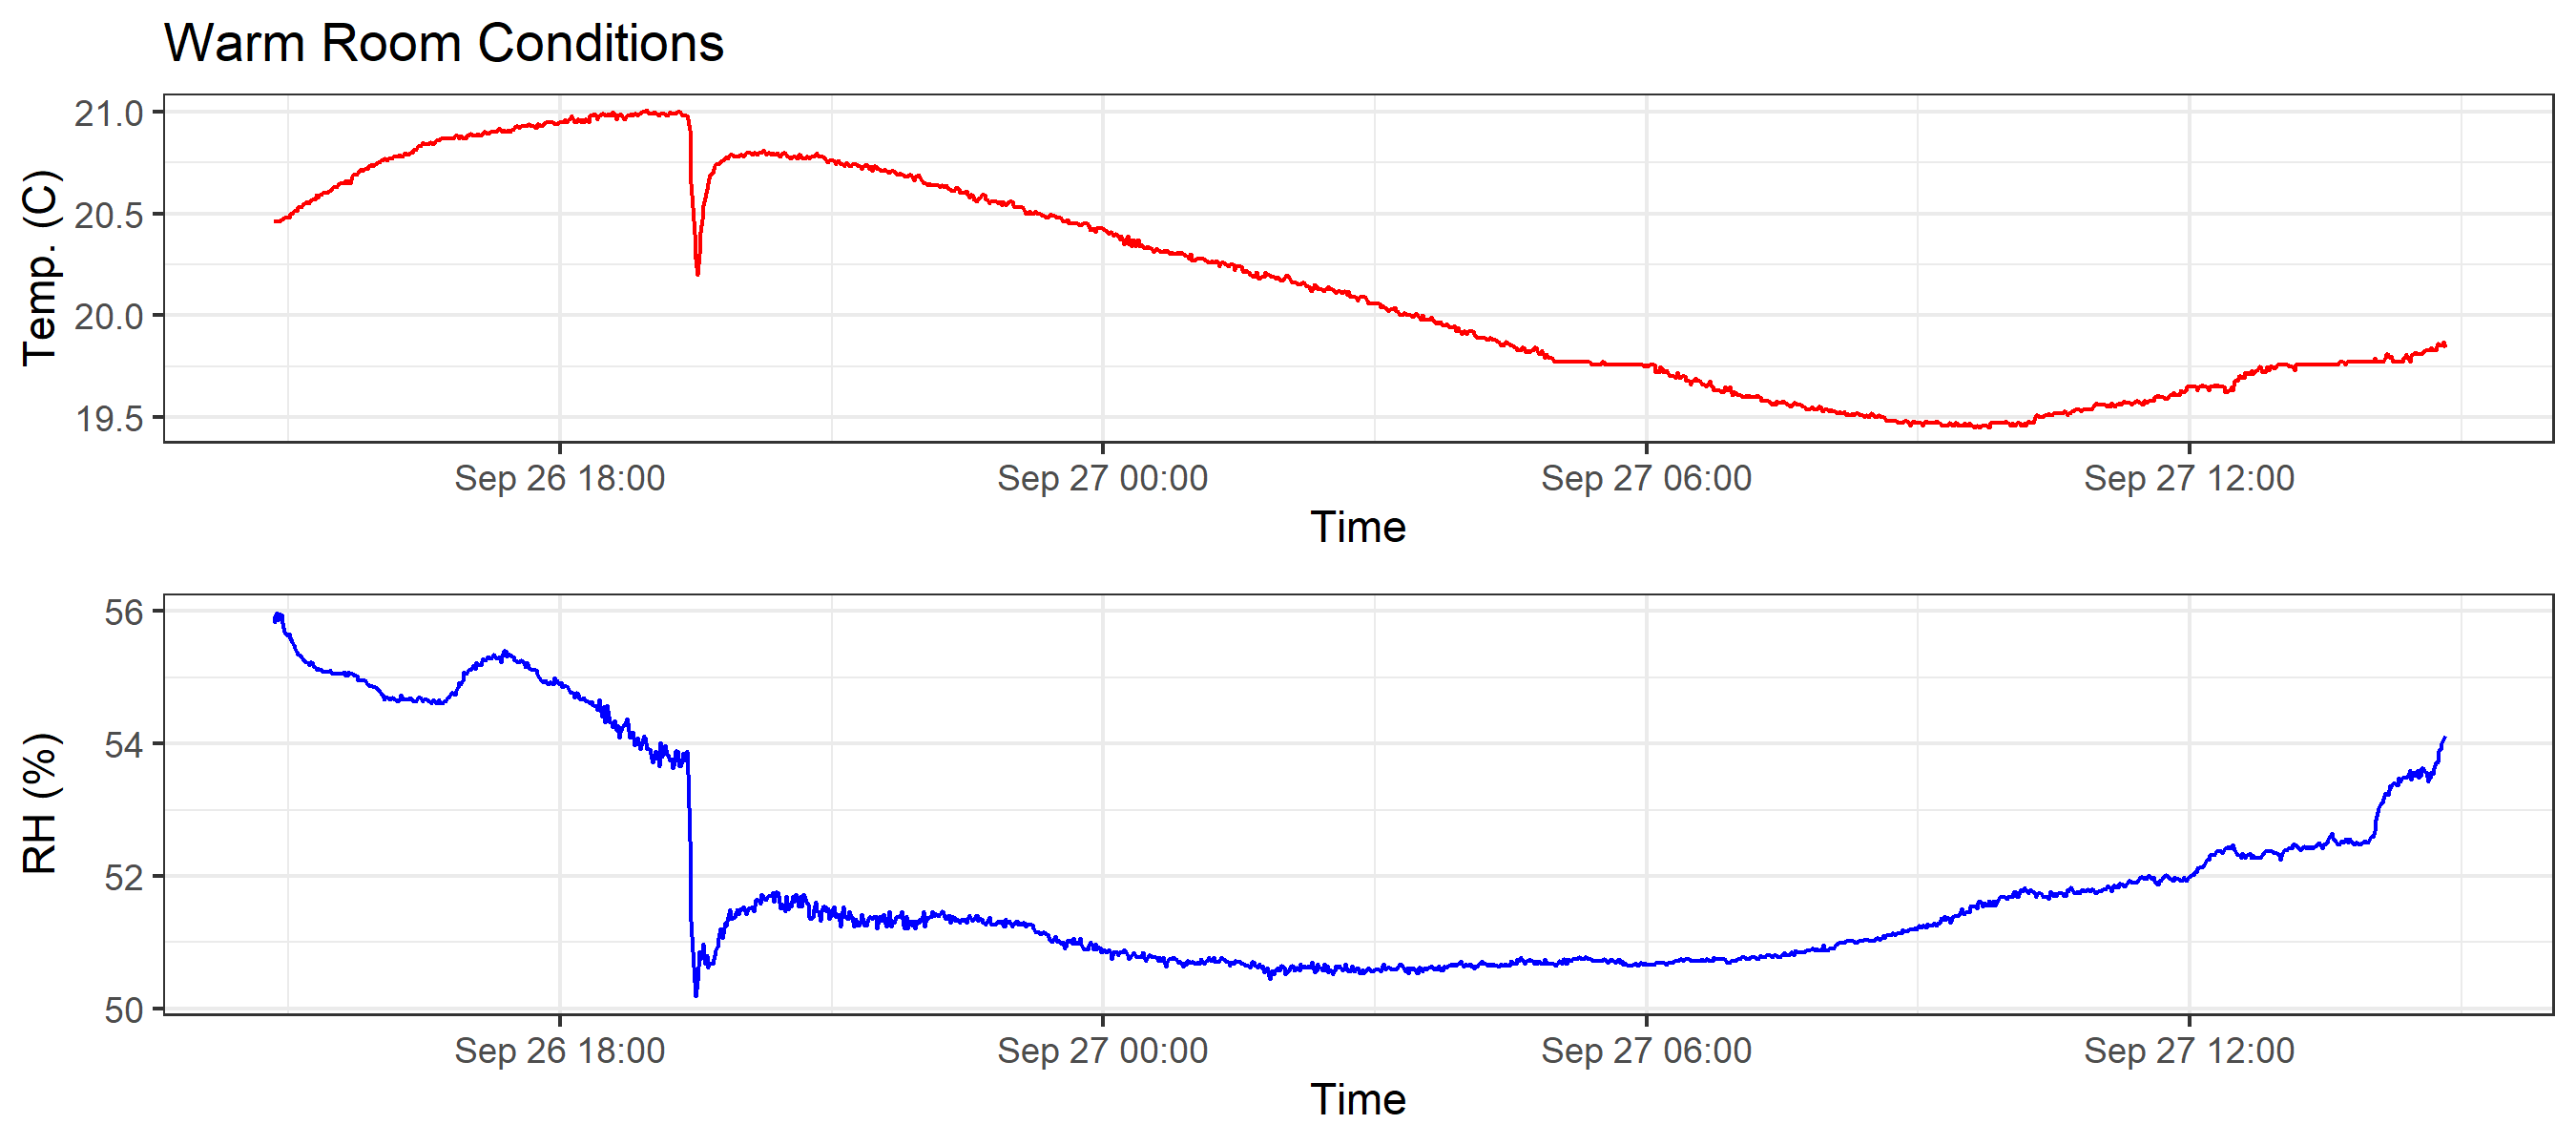 Warm Room Conditions
Temp. (C)
21.0
20.5
20.0
19.5
Sep 26 18:00 Sep 27 00:00 Sep 27 06:00 Sep 27 12:00
Time
RH (%)
56
54
52
50
Sep 26 18:00 Sep 27 00:00 Sep 27 06:00 Sep 27 12:00
Time